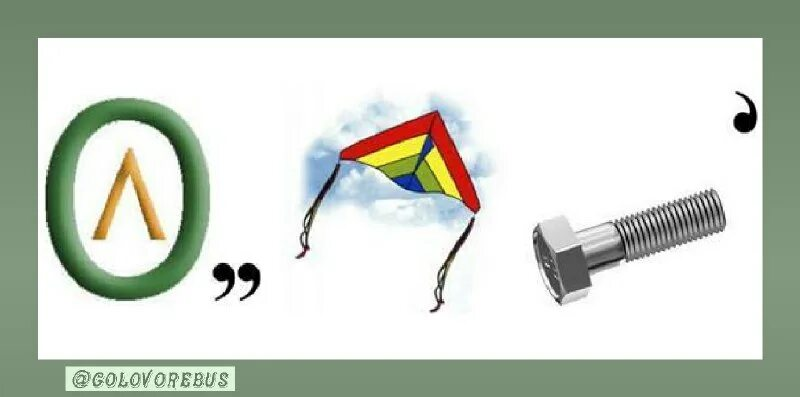 О
Л
,,
,
@GOLOVOREBUS